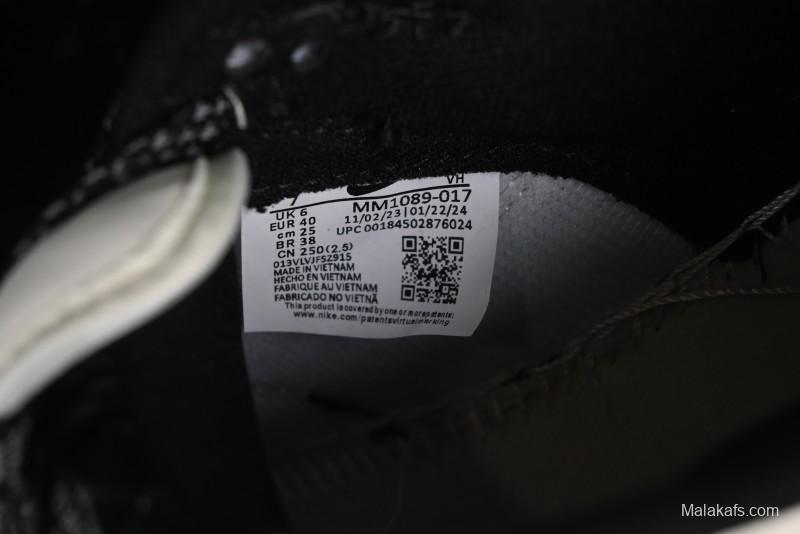 7 VH
UK 6 MM1089-017
EUR 40 11/02/23 | 01/22/24
cm 25 UPC 00184502876024
BR 38
CN 250(2.5)
013VLVJFSZ915
MADE IN VIETNAM
HECHO EN VIETNAM
FABRIQUE AU VIETNAM
FABRICADO NO VIETNÃ
This product is covered by one or more patents:
www.nike.com/patentsvirtualmarking
Malakafs.com